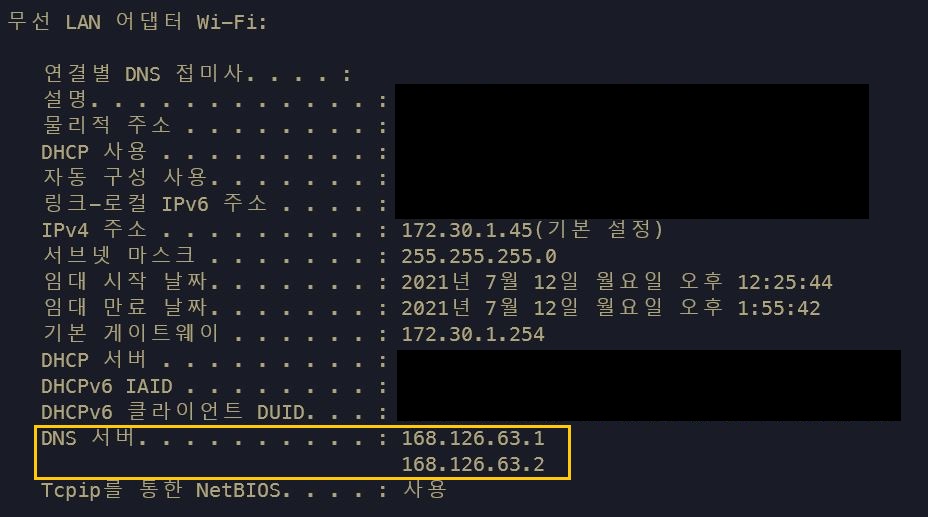 무선 LAN 어댑터 Wi-Fi:
연결별 DNS 접미사. . . . :
설명. . . . . . . . . . . . :
물리적 주소 . . . . . . . . :
DHCP 사용 . . . . . . . . . :
자동 구성 사용. . . . . . . :
링크-로컬 IPv6 주소 . . . . :
IPv4 주소 . . . . . . . . . : 172.30.1.45(기본 설정)
서브넷 마스크 . . . . . . . : 255.255.255.0
임대 시작 날짜. . . . . . . : 2021년 7월 12일 월요일 오후 12:25:44
임대 만료 날짜. . . . . . . : 2021년 7월 12일 월요일 오후 1:55:42
기본 게이트웨이 . . . . . . : 172.30.1.254
DHCP 서버 . . . . . . . . . :
DHCPv6 IAID . . . . . . . . :
DHCPv6 클라이언트 DUID. . . :
DNS 서버. . . . . . . . . . : 168.126.63.1
168.126.63.2
Tcpip를 통한 NetBIOS. . . . : 사용